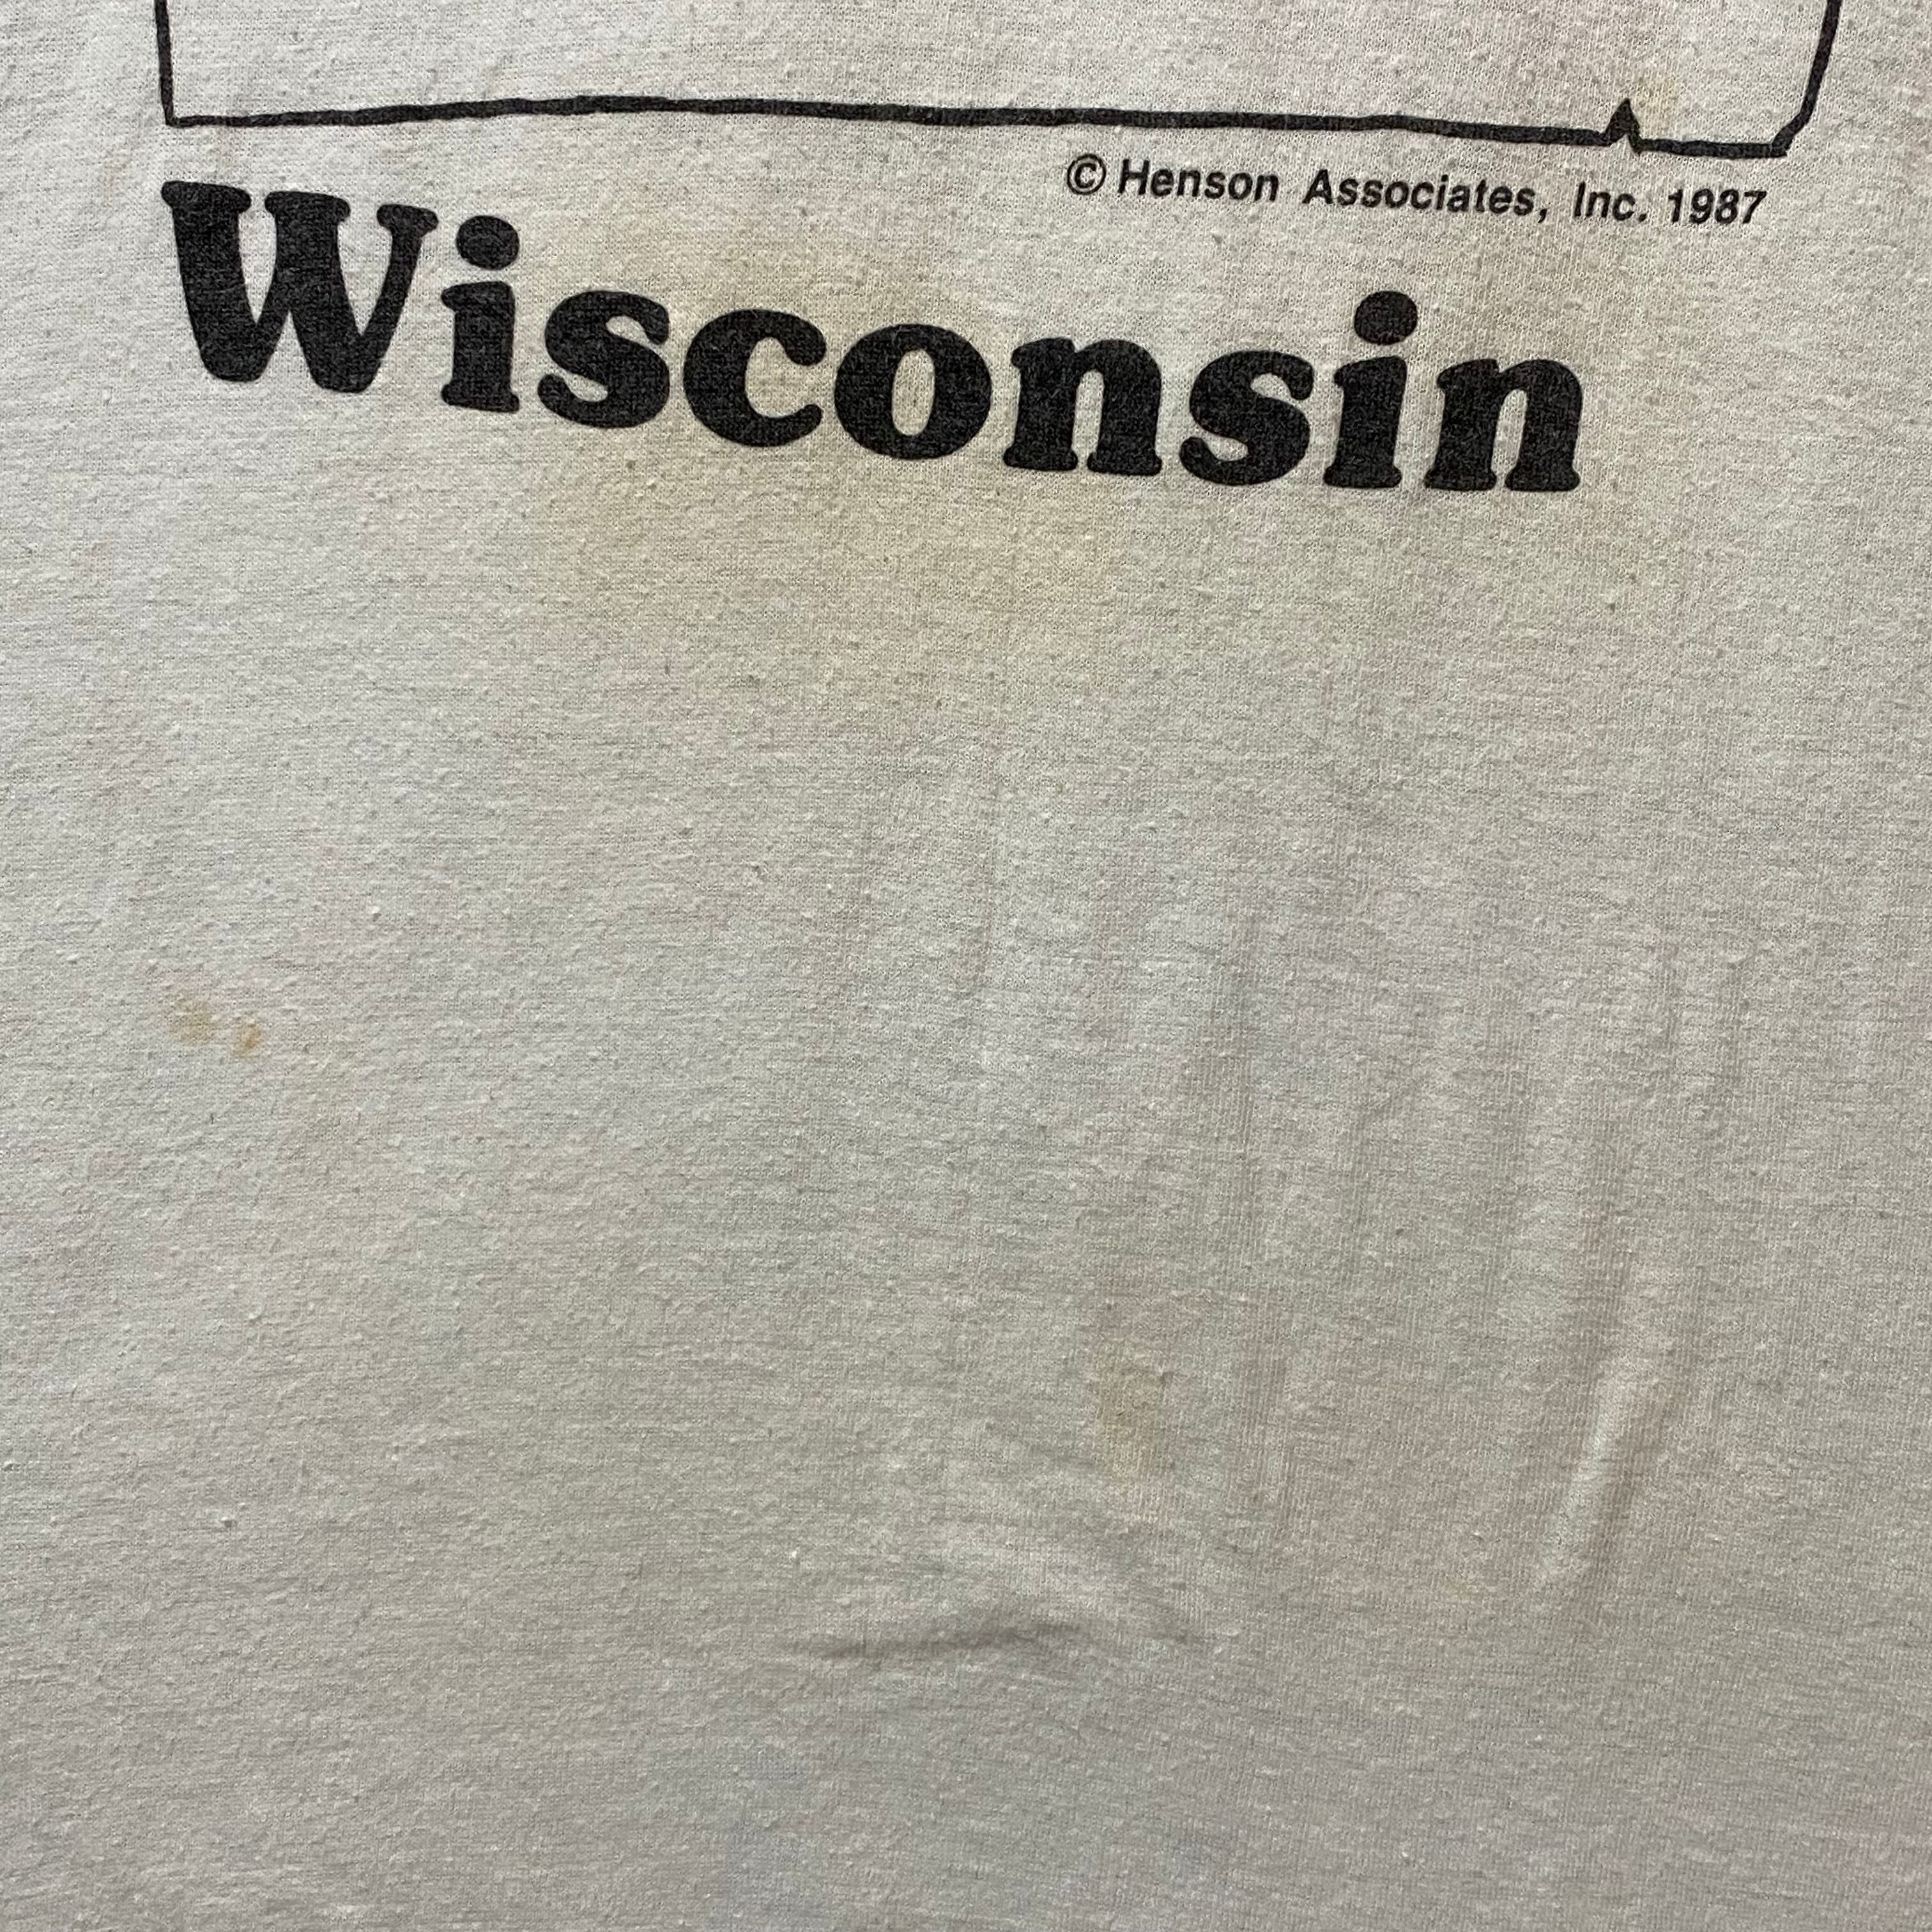 © Henson Associates, Inc. 1987
Wisconsin